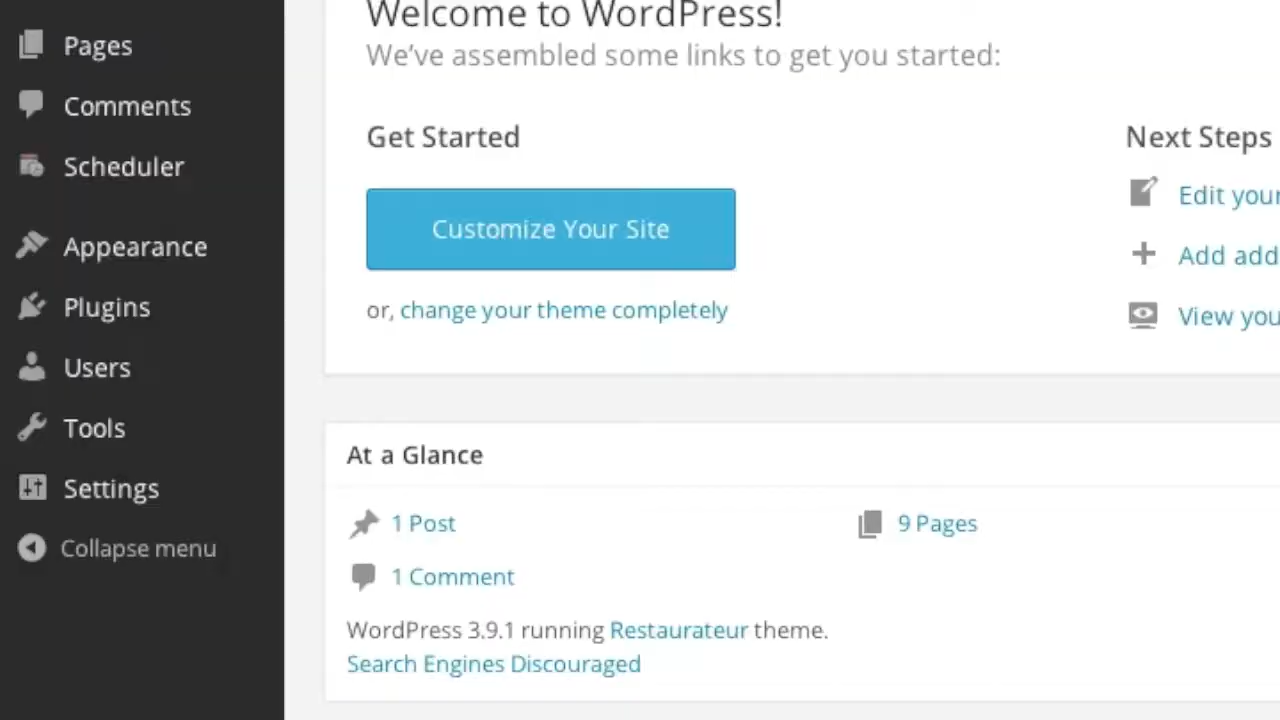 Pages
Comments
Scheduler
Appearance
Plugins
Users
Tools
Settings
Collapse menu
Welcome to WordPress!
We've assembled some links to get you started:
Get Started
Customize Your Site
or, change your theme completely
Next Steps
Edit your
Add add
View you
At a Glance
1 Post
9 Pages
1 Comment
WordPress 3.9.1 running Restaurateur theme.
Search Engines Discouraged